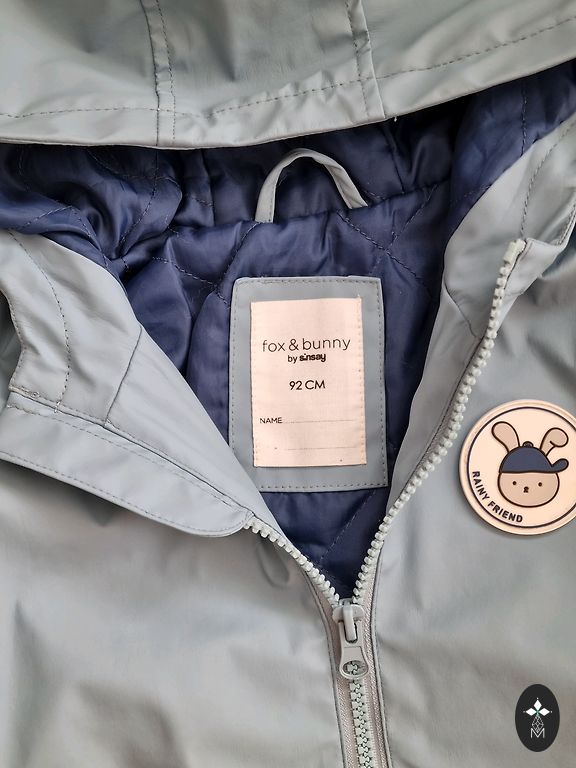 fox & bunny
by sinsay
92 CM
NAME
RAINY FRIEND
M